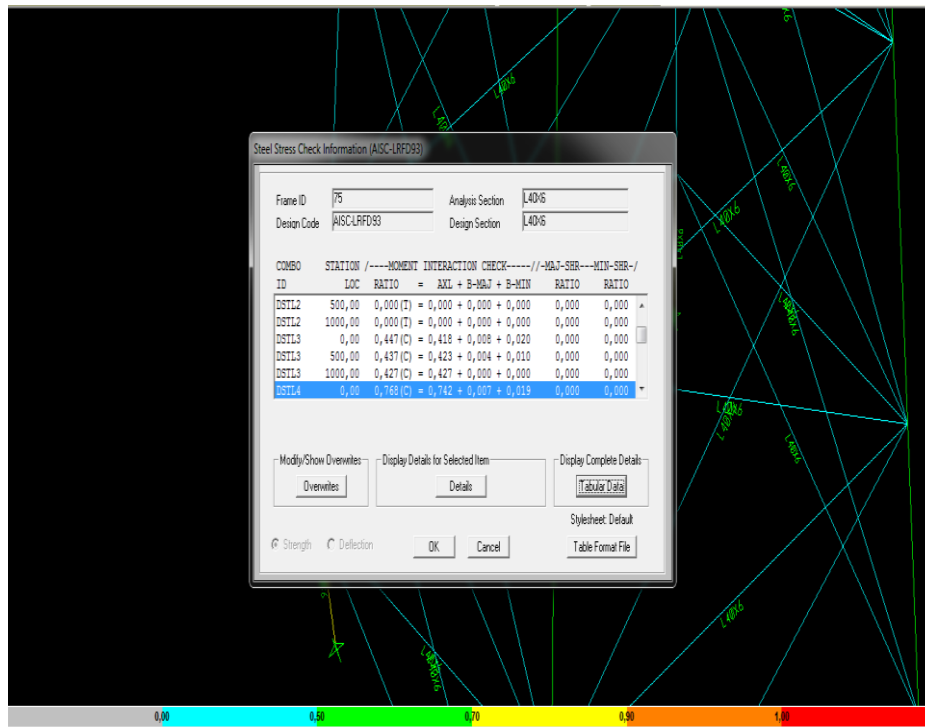 L40X6
L40X6
Steel Stress Check Information (AISC-LRFD93)
L40X6
L40X6
Frame ID 75 Analysis Section L40X6
Design Code AISC-LRFD93 Design Section L40X6
COMBO STATION /----MOMENT INTERACTION CHECK-----//-MAJ-SHR---MIN-SHR-/
ID LOC RATIO = AXL + B-MAJ + B-MIN RATIO RATIO
DSTL2 500,00 0,000(T) = 0,000 + 0,000 + 0,000 0,000 0,000
DSTL2 1000,00 0,000(T) = 0,000 + 0,000 + 0,000 0,000 0,000
DSTL3 0,00 0,447(C) = 0,418 + 0,008 + 0,020 0,000 0,000
DSTL3 500,00 0,437(C) = 0,423 + 0,004 + 0,010 0,000 0,000
DSTL3 1000,00 0,427(C) = 0,427 + 0,000 + 0,000 0,000 0,000
DSTL4 0,00 0,768(C) = 0,742 + 0,007 + 0,019 0,000 0,000
L40X6
Modify/Show Overwrites Display Details for Selected Item Display Complete Details
Overwrites Details Tabular Data
Stylesheet: Default
Strength Deflection OK Cancel Table Format File
L40X6
0,00 0,50 0,70 0,90 1,00